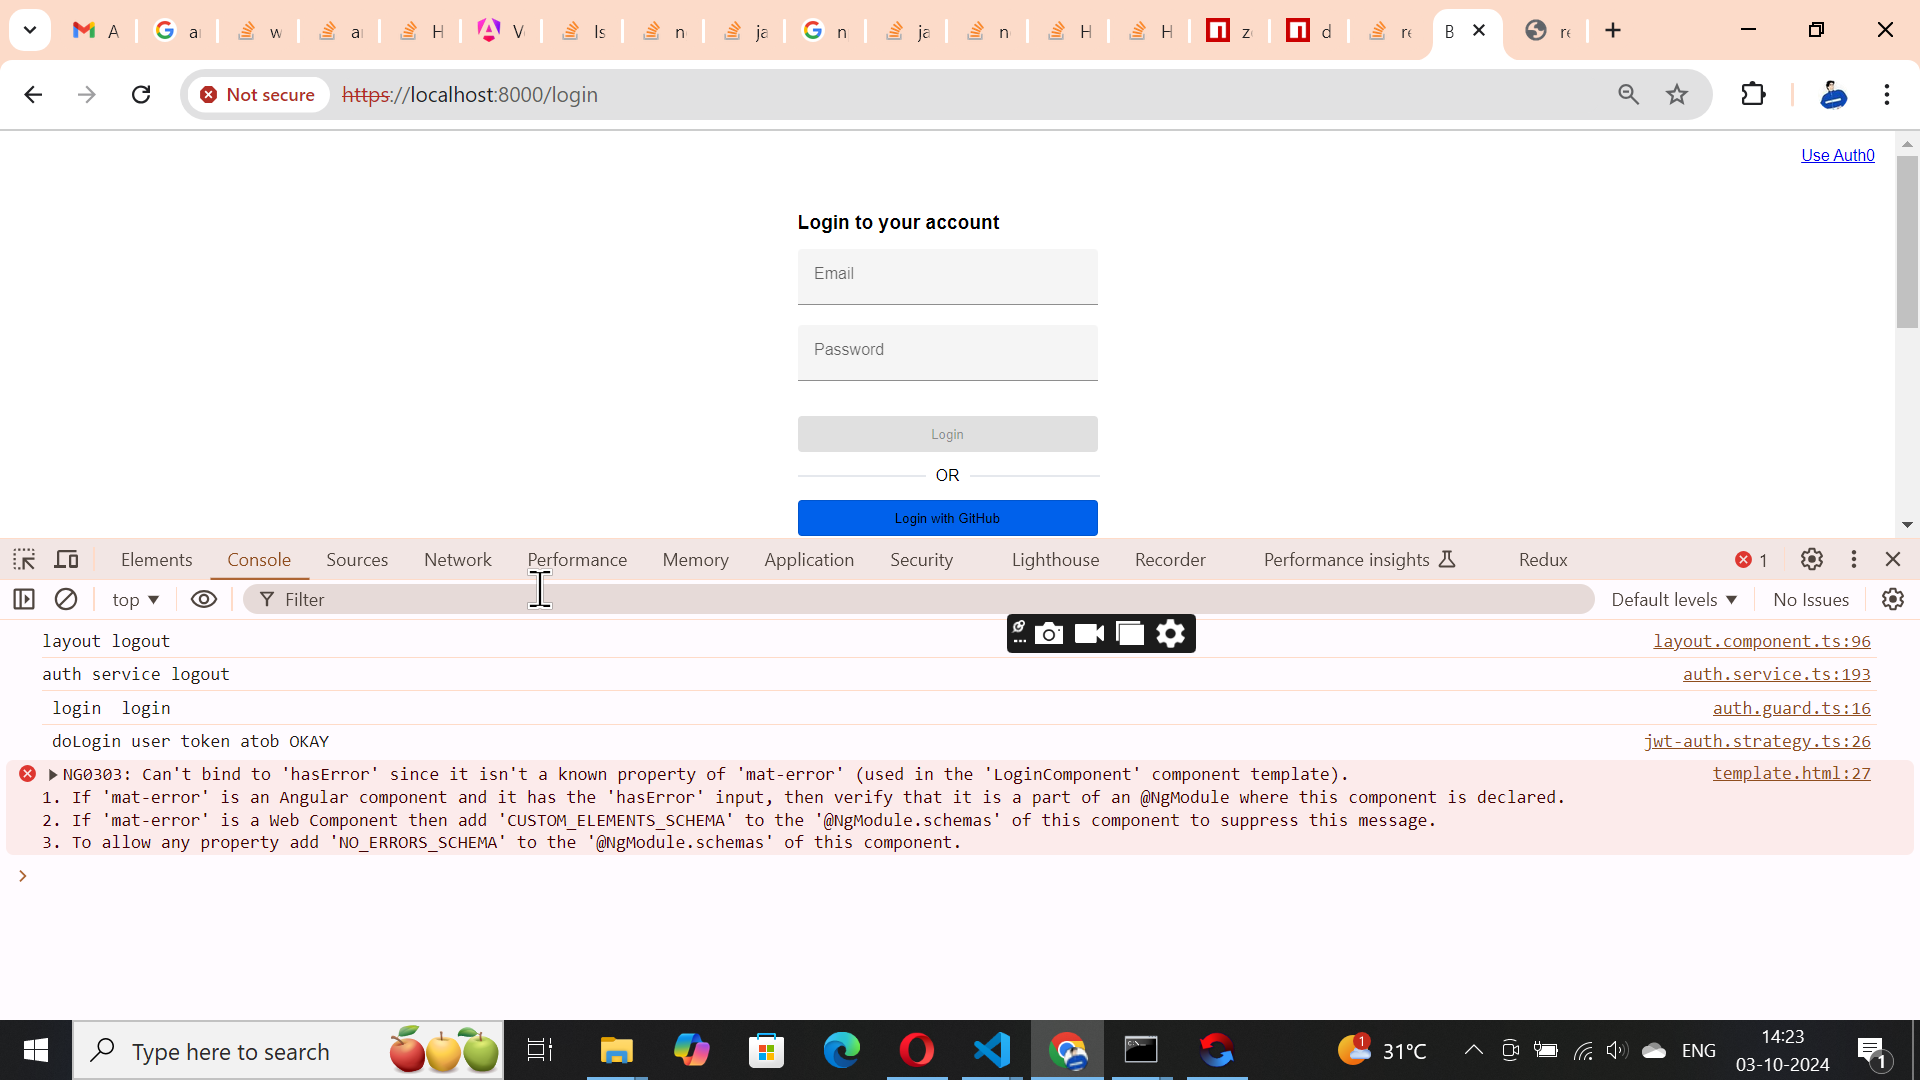 A
a
w
a
H
V
Is
n
ja
n
ja
n
H
H
z
d
re
B
re
Not secure
https://localhost:8000/login
Use Auth0
Login to your account
Email
Password
Login
OR
Login with GitHub
Elements
Console
Sources
Network
Performance
Memory
Application
Security
Lighthouse
Recorder
Performance insights
Redux
1
top
Filter
Default levels
No Issues
layout logout
layout.component.ts:96
auth service logout
auth.service.ts:193
login  login
auth.guard.ts:16
doLogin user token atob OKAY
jwt-auth.strategy.ts:26
NG0303: Can't bind to 'hasError' since it isn't a known property of 'mat-error' (used in the 'LoginComponent' component template).
template.html:27
1. If 'mat-error' is an Angular component and it has the 'hasError' input, then verify that it is a part of an @NgModule where this component is declared.
2. If 'mat-error' is a Web Component then add 'CUSTOM_ELEMENTS_SCHEMA' to the '@NgModule.schemas' of this component to suppress this message.
3. To allow any property add 'NO_ERRORS_SCHEMA' to the '@NgModule.schemas' of this component.
Type here to search
1
31°C
ENG
14:23
03-10-2024
1